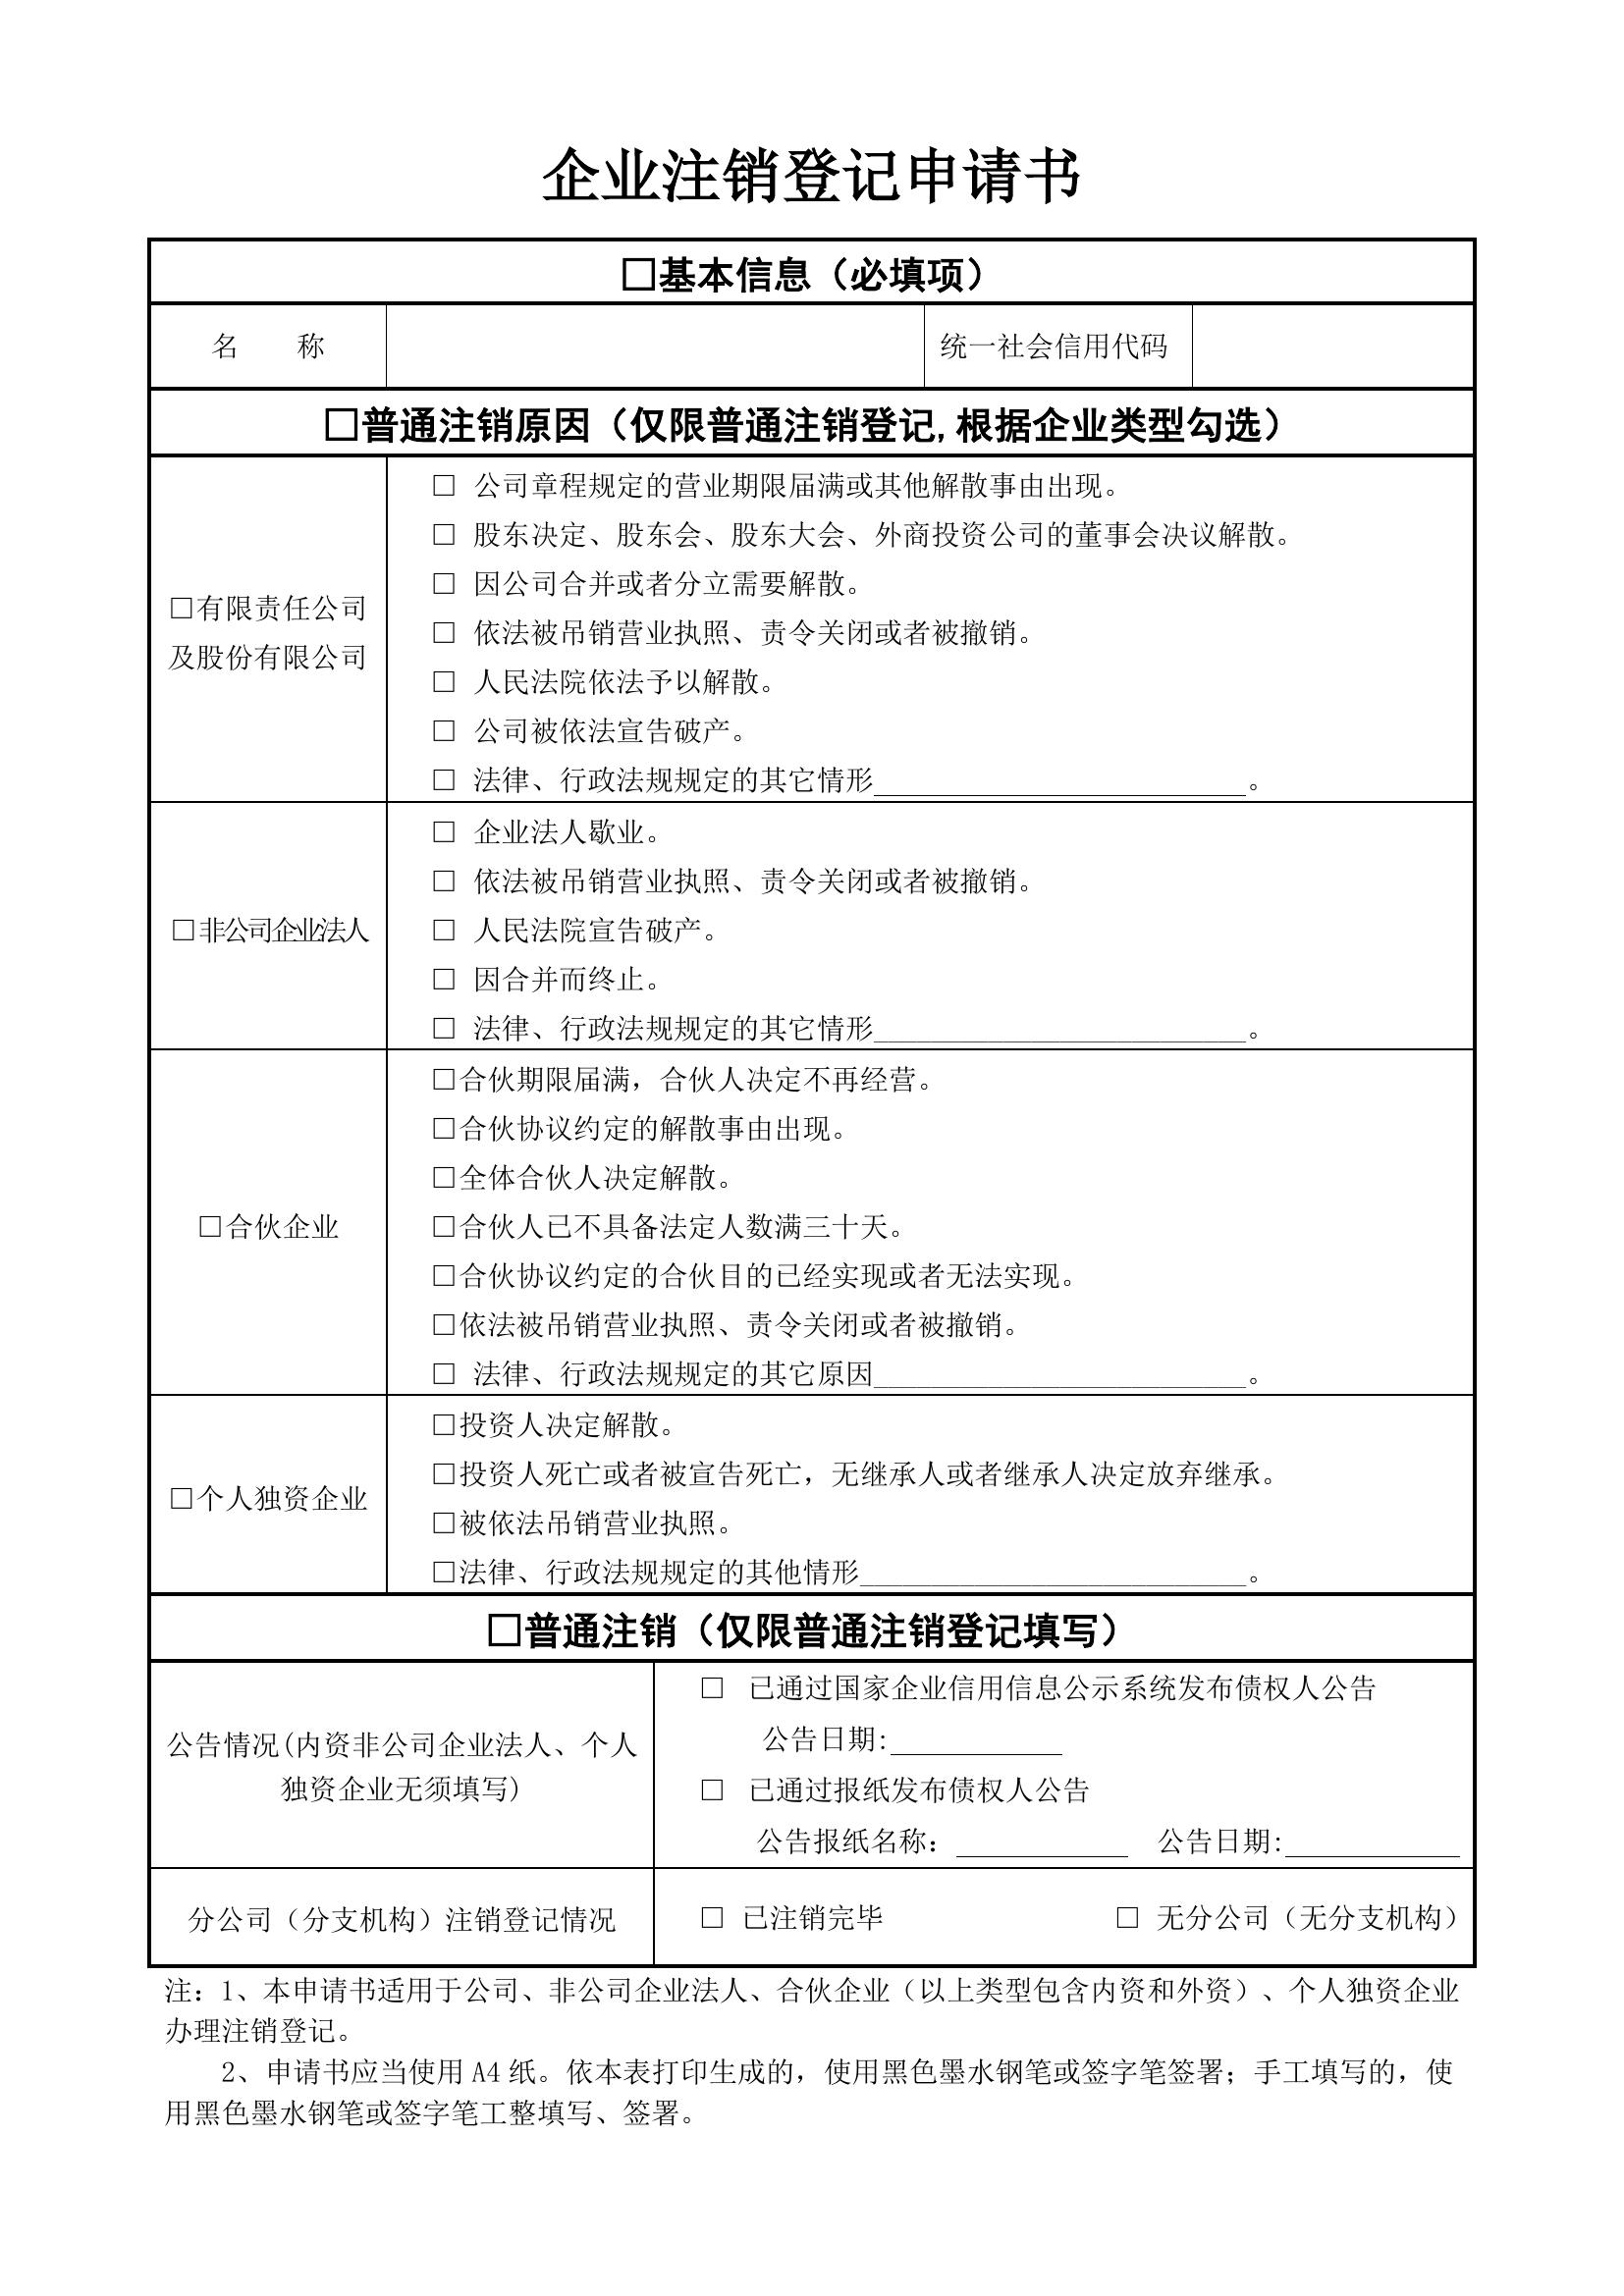 企业注销登记申请书
□基本信息（必填项）
名　　称　　统一社会信用代码
□普通注销原因（仅限普通注销登记,根据企业类型勾选）
□有限责任公司
及股份有限公司
□ 公司章程规定的营业期限届满或其他解散事由出现。
□ 股东决定、股东会、股东大会、外商投资公司的董事会决议解散。
□ 因公司合并或者分立需要解散。
□ 依法被吊销营业执照、责令关闭或者被撤销。
□ 人民法院依法予以解散。
□ 公司被依法宣告破产。
□ 法律、行政法规规定的其它情形__________________________。
□非公司企业法人
□ 企业法人歇业。
□ 依法被吊销营业执照、责令关闭或者被撤销。
□ 人民法院宣告破产。
□ 因合并而终止。
□ 法律、行政法规规定的其它情形__________________________。
□合伙企业
□合伙期限届满，合伙人决定不再经营。
□合伙协议约定的解散事由出现。
□全体合伙人决定解散。
□合伙人已不具备法定人数满三十天。
□合伙协议约定的合伙目的已经实现或者无法实现。
□依法被吊销营业执照、责令关闭或者被撤销。
□ 法律、行政法规规定的其它原因__________________________。
□个人独资企业
□投资人决定解散。
□投资人死亡或者被宣告死亡，无继承人或者继承人决定放弃继承。
□被依法吊销营业执照。
□法律、行政法规规定的其他情形___________________________。
□普通注销（仅限普通注销登记填写）
公告情况(内资非公司企业法人、个人
独资企业无须填写)
□ 已通过国家企业信用信息公示系统发布债权人公告
公告日期:____________
□ 已通过报纸发布债权人公告
公告报纸名称：____________ 公告日期:____________
分公司（分支机构）注销登记情况
□ 已注销完毕　　□ 无分公司（无分支机构）
注：1、本申请书适用于公司、非公司企业法人、合伙企业（以上类型包含内资和外资）、个人独资企业
办理注销登记。
2、申请书应当使用 A4 纸。依本表打印生成的，使用黑色墨水钢笔或签字笔签署；手工填写的，使
用黑色墨水钢笔或签字笔工整填写、签署。